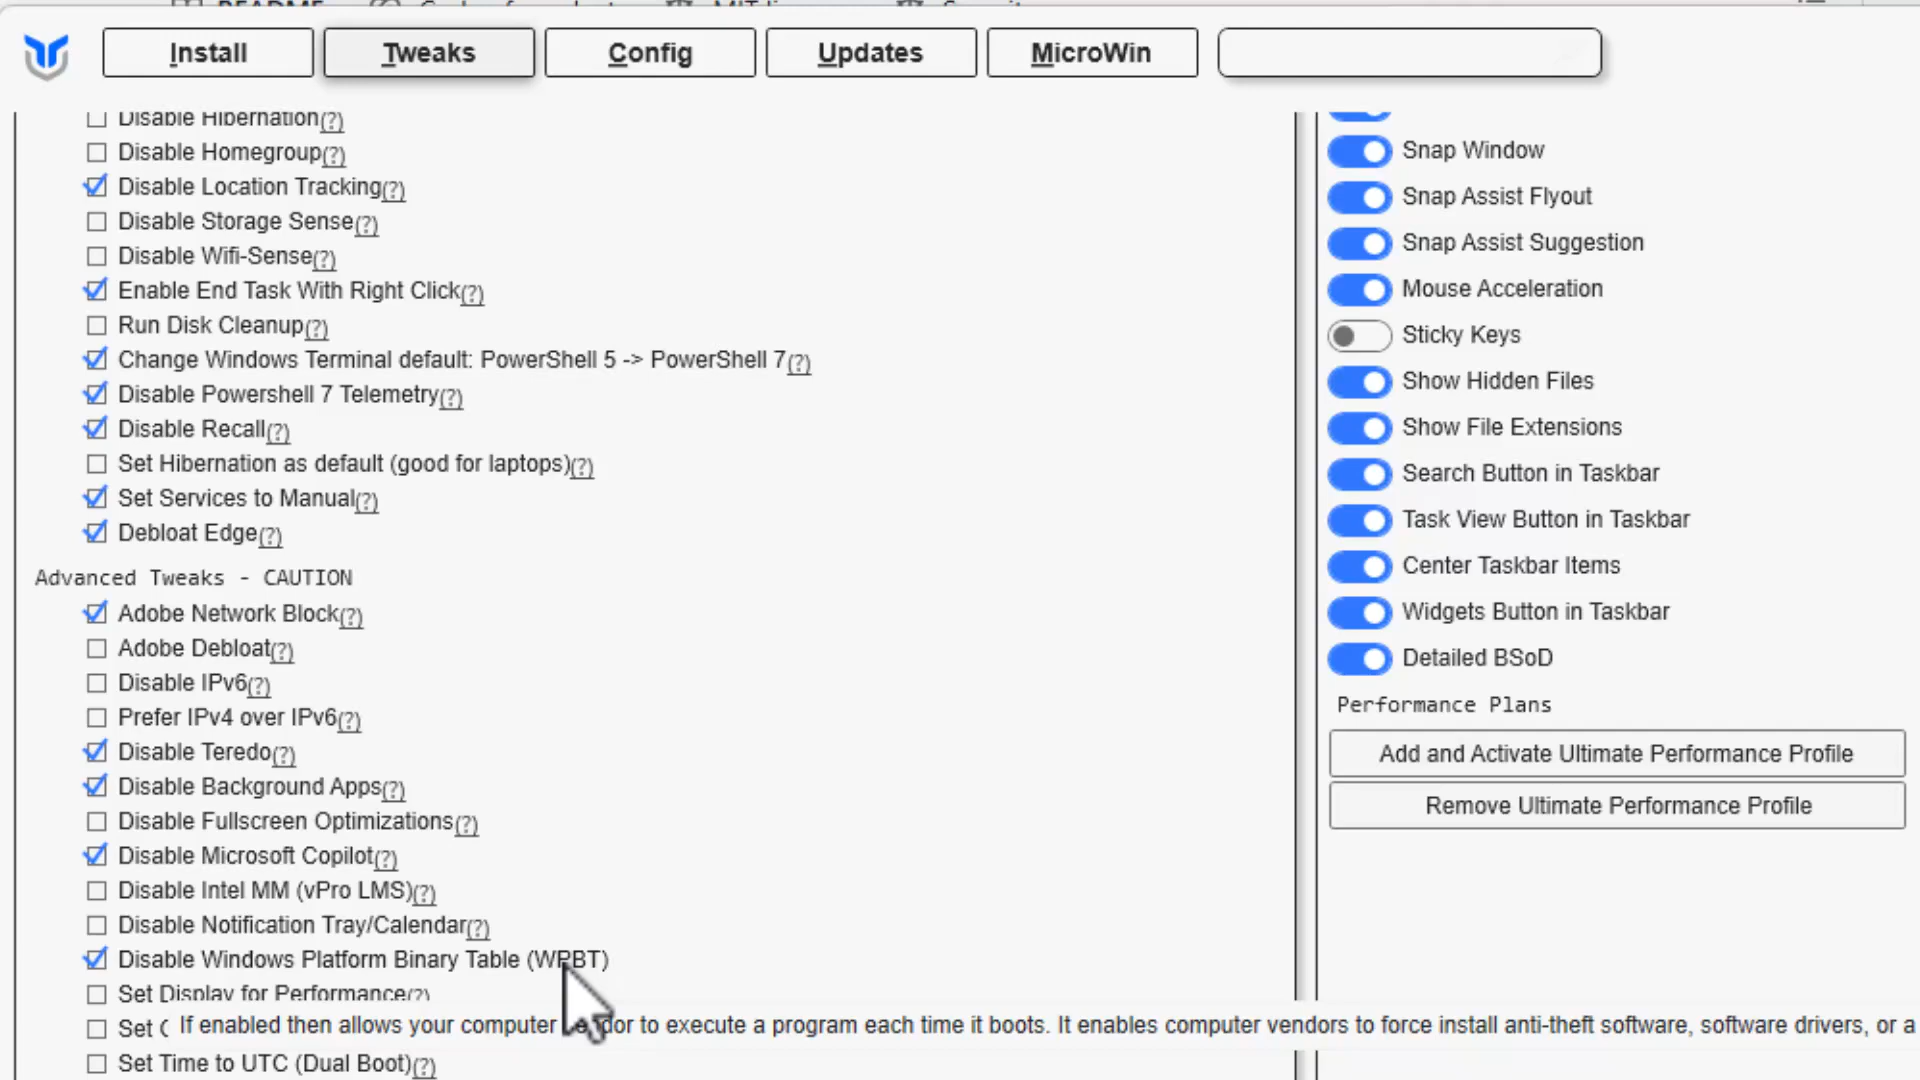 Install
Tweaks
Config
Updates
MicroWin
Disable Hibernation(?)
Disable Homegroup(?)
Disable Location Tracking(?)
Disable Storage Sense(?)
Disable Wifi-Sense(?)
Enable End Task With Right Click(?)
Run Disk Cleanup(?)
Change Windows Terminal default: PowerShell 5 -> PowerShell 7(?)
Disable Powershell 7 Telemetry(?)
Disable Recall(?)
Set Hibernation as default (good for laptops)(?)
Set Services to Manual(?)
Debloat Edge(?)
Advanced Tweaks - CAUTION
Adobe Network Block(?)
Adobe Debloat(?)
Disable IPv6(?)
Prefer IPv4 over IPv6(?)
Disable Teredo(?)
Disable Background Apps(?)
Disable Fullscreen Optimizations(?)
Disable Microsoft Copilot(?)
Disable Intel MM (vPro LMS)(?)
Disable Notification Tray/Calendar(?)
Disable Windows Platform Binary Table (WPBT)
Set Display for Performance(?)
Set
If enabled then allows your computer vendor to execute a program each time it boots. It enables computer vendors to force install anti-theft software, software drivers, or a
Set Time to UTC (Dual Boot)(?)
Snap Window
Snap Assist Flyout
Snap Assist Suggestion
Mouse Acceleration
Sticky Keys
Show Hidden Files
Show File Extensions
Search Button in Taskbar
Task View Button in Taskbar
Center Taskbar Items
Widgets Button in Taskbar
Detailed BSoD
Performance Plans
Add and Activate Ultimate Performance Profile
Remove Ultimate Performance Profile